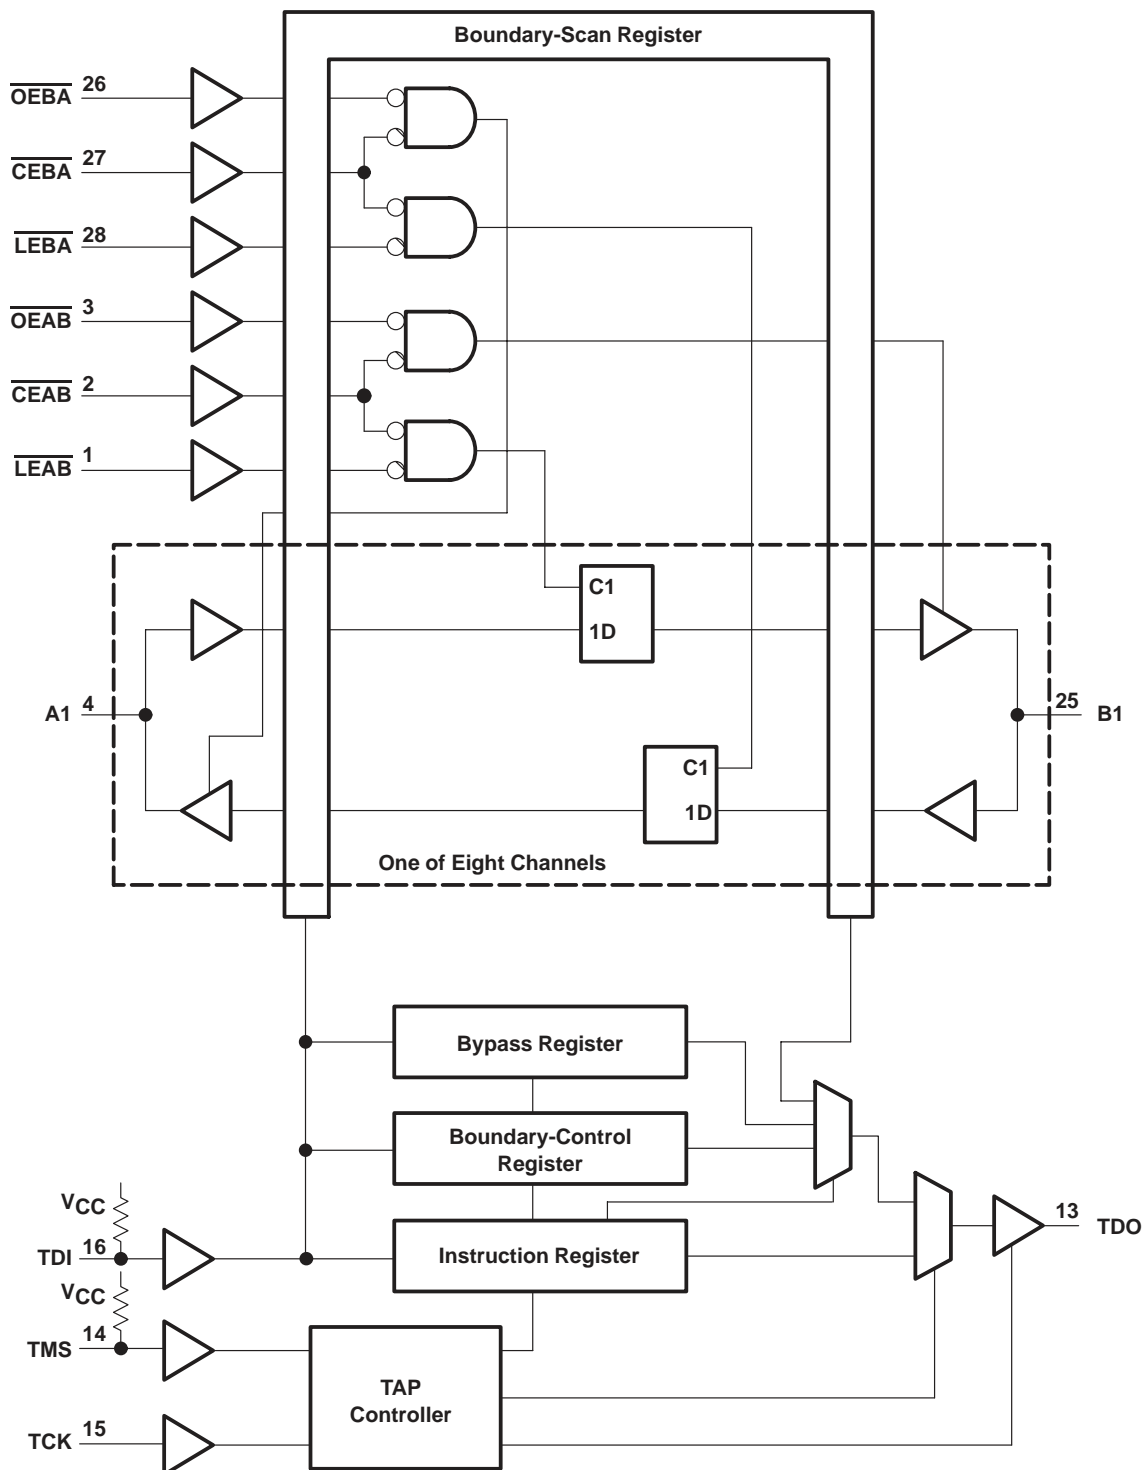 Boundary-Scan Register
OEBA 26
CEBA 27
LEBA 28
OEAB 3
CEAB 2
LEAB 1
C1
1D
A1 4
25 B1
C1
1D
One of Eight Channels
Bypass Register
Boundary-Control
Register
VCC
TDI 16
Instruction Register
13 TDO
VCC
TMS 14
TAP
Controller
TCK 15